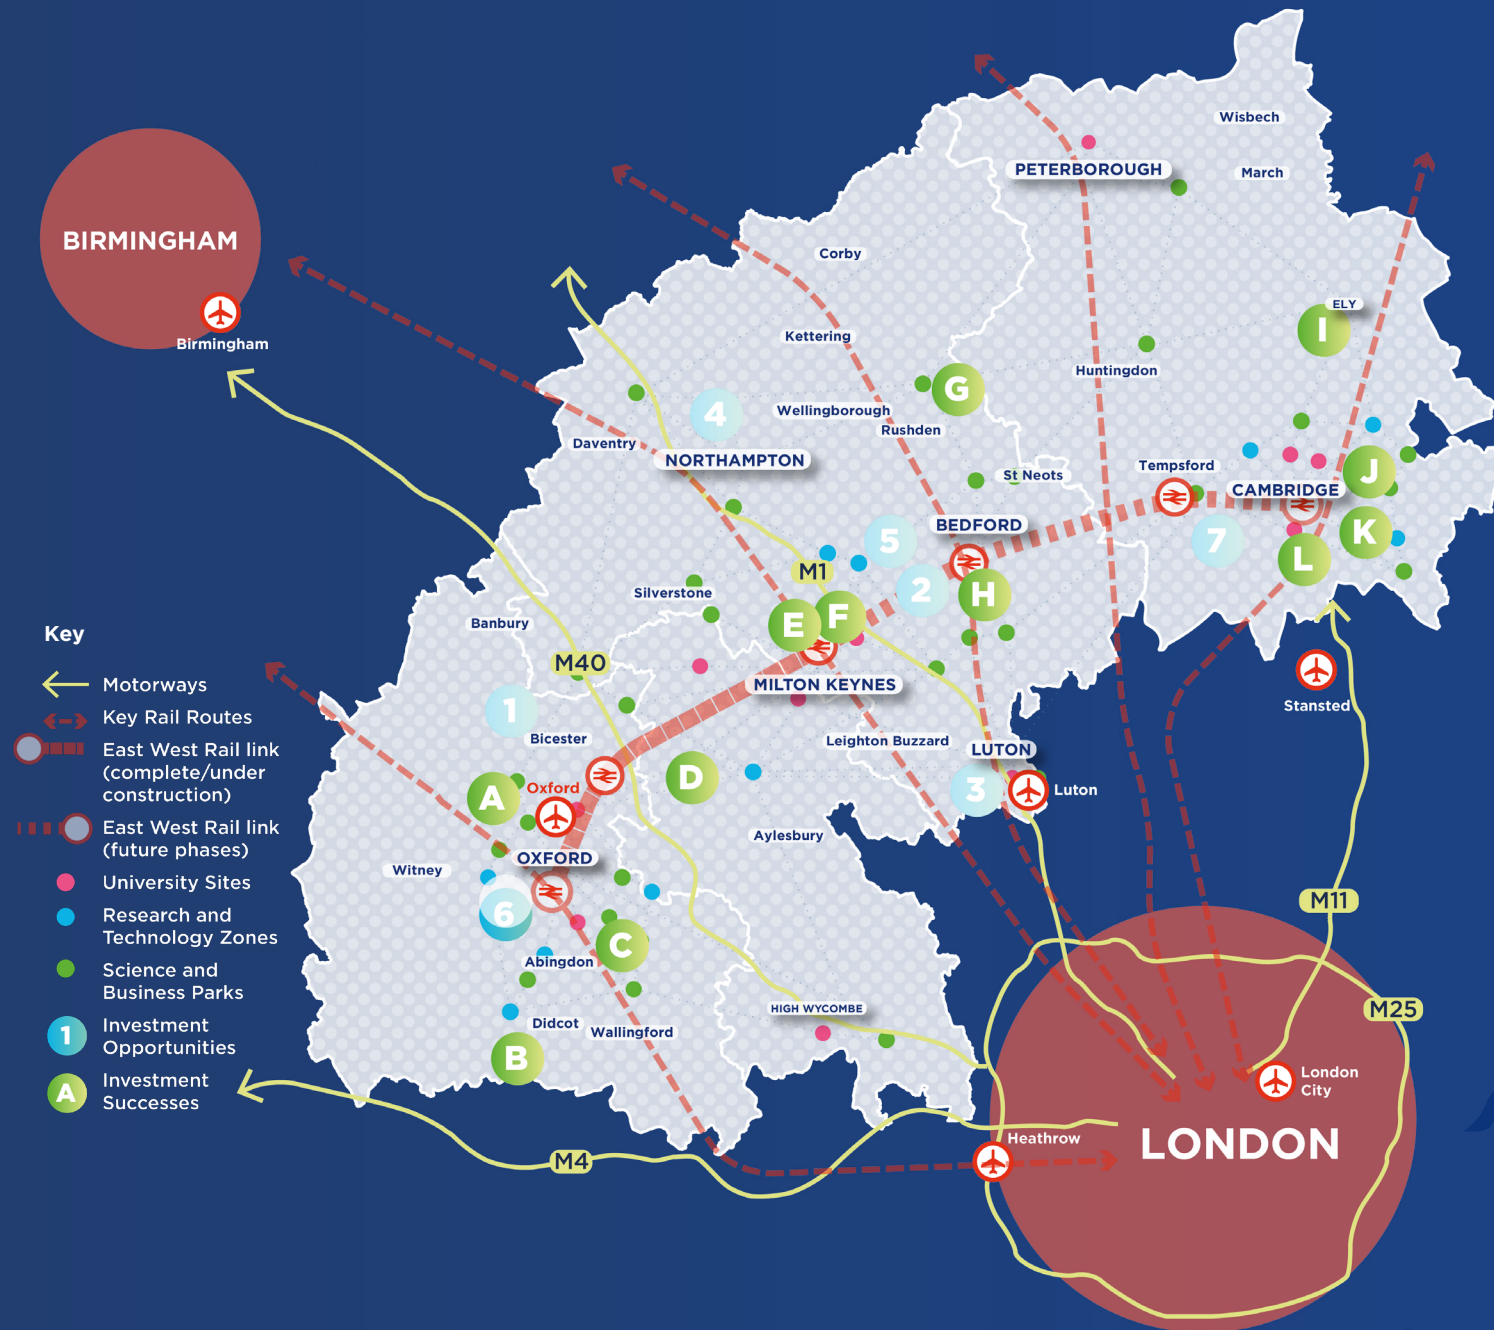 Wisbech
PETERBOROUGH
March
BIRMINGHAM
Corby
ELY
I
Birmingham
Kettering
Huntingdon
G
4
Wellingborough
Rushden
Daventry
NORTHAMPTON
Tempsford
St Neots
J
CAMBRIDGE
BEDFORD
K
5
7
L
M1
2
H
Silverstone
E
F
Banbury
M40
MILTON KEYNES
Stansted
1
Bicester
Leighton Buzzard
LUTON
D
A
Oxford
3
Luton
Aylesbury
OXFORD
Witney
6
M11
C
Abingdon
HIGH WYCOMBE
M25
Didcot
Wallingford
B
London
City
Heathrow
LONDON
M4
Key
Motorways
Key Rail Routes
East West Rail link
(complete/under
construction)
East West Rail link
(future phases)
University Sites
Research and
Technology Zones
Science and
Business Parks
1
Investment
Opportunities
A
Investment
Successes